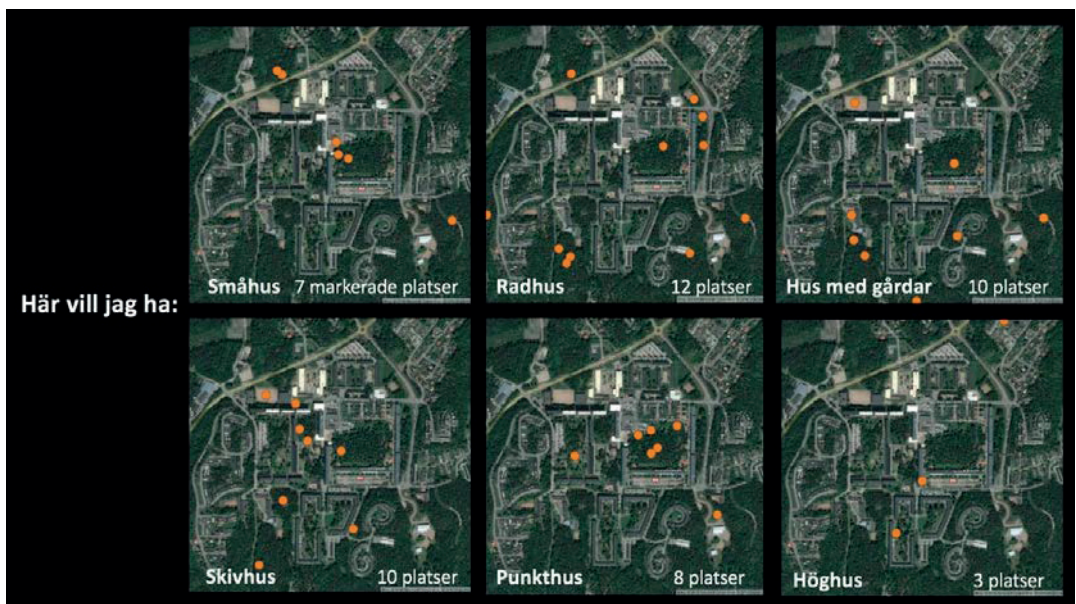 Här vill jag ha:
Småhus 7 markerade platser
Radhus 12 platser
Hus med gårdar 10 platser
Skivhus 10 platser
Punkthus 8 platser
Höghus 3 platser